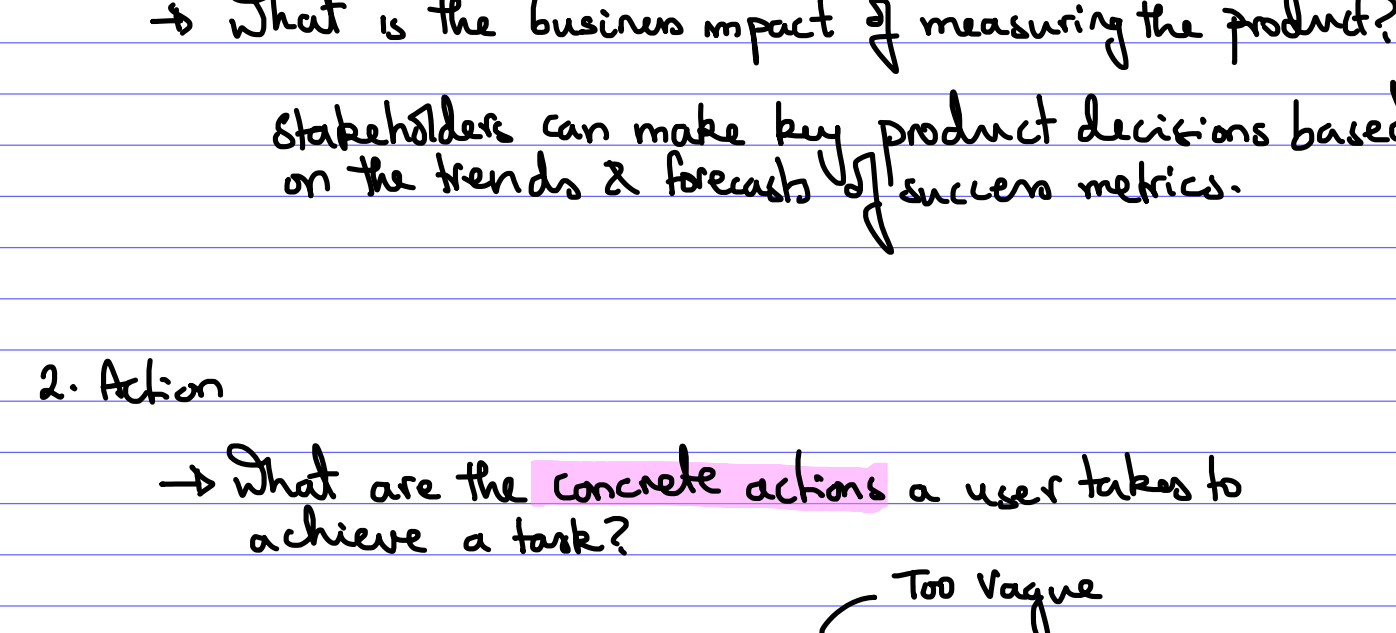 → What is the business impact of measuring the product?
stakeholders can make key product decisions based
on the trends & forecasts of success metrics.
2. Action
→ What are the concrete actions a user takes to
achieve a task?
Too vague